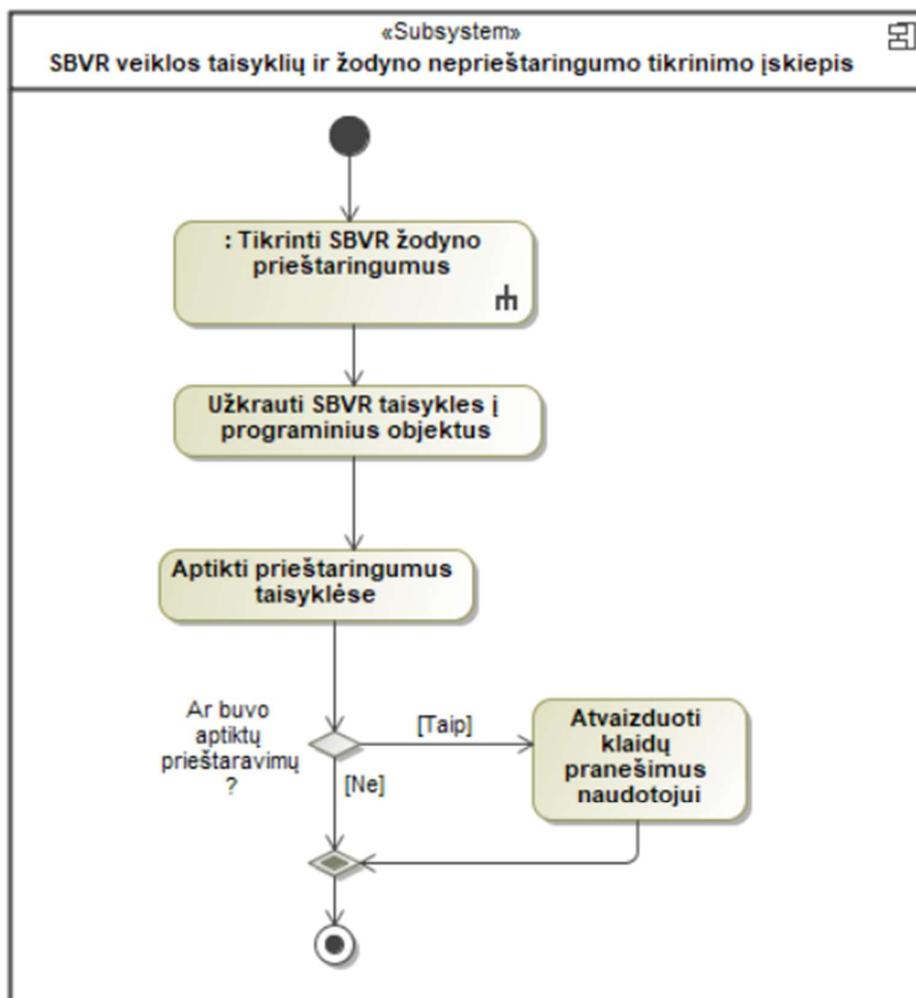 «Subsystem»
SBVR veiklos taisyklių ir žodyno neprieštaringumo tikrinimo įskiepis
: Tikrinti SBVR žodyno
prieštaringumus
Užkrauti SBVR taisykles į
programinius objektus
Aptikti prieštaringumus
taisyklėse
Ar buvo
aptiktų
prieštaravimų
?
[Taip]
[Ne]
Atvaizduoti
klaidų
pranešimus
naudotojui